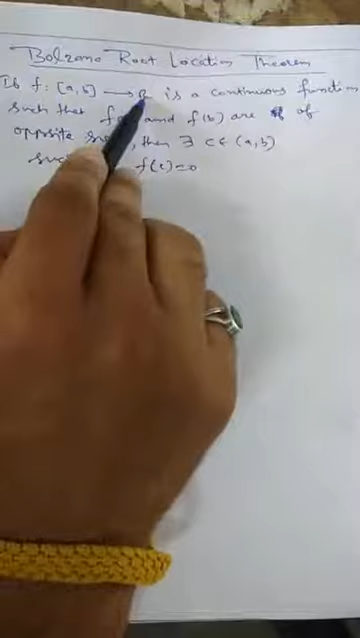 Bolzano Root Location Theorem
If f: [a,b] → R is a continuous function
such that f and f(b) are of
opposite , then ∃ c ∈ (a,b)
f(c)=0